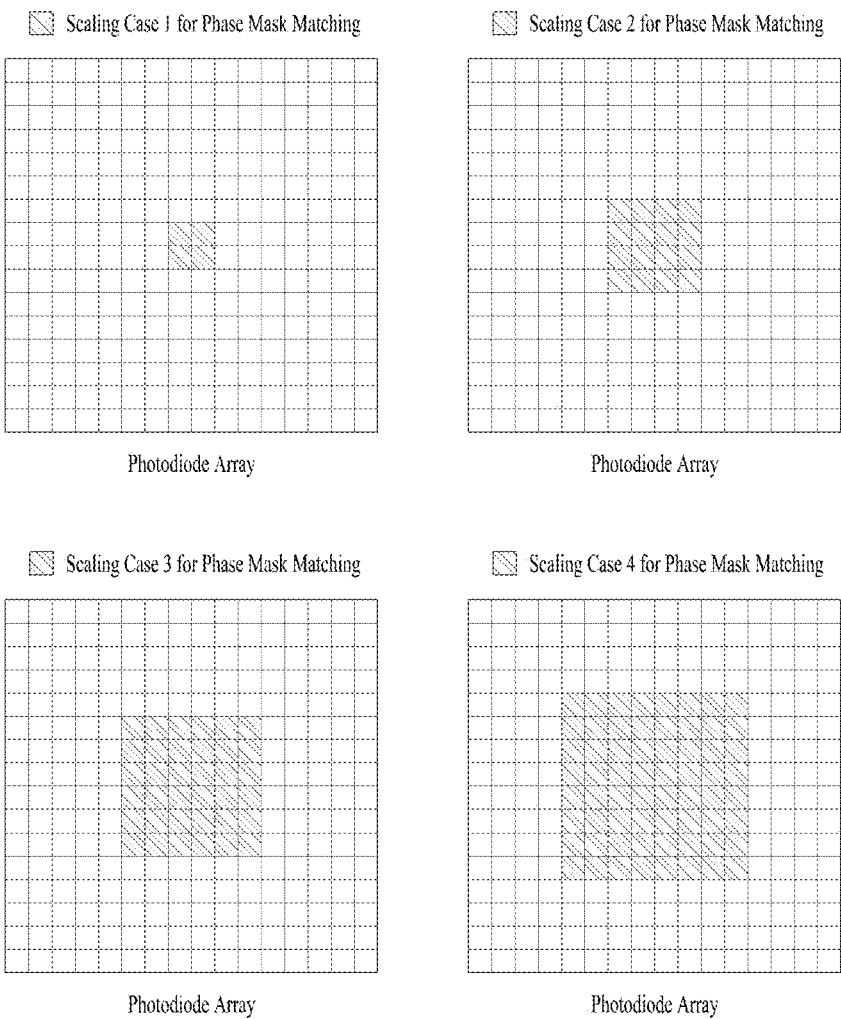 Scaling Case 1 for Phase Mask Matching
Scaling Case 2 for Phase Mask Matching
Photodiode Array
Photodiode Array
Scaling Case 3 for Phase Mask Matching
Scaling Case 4 for Phase Mask Matching
Photodiode Array
Photodiode Array